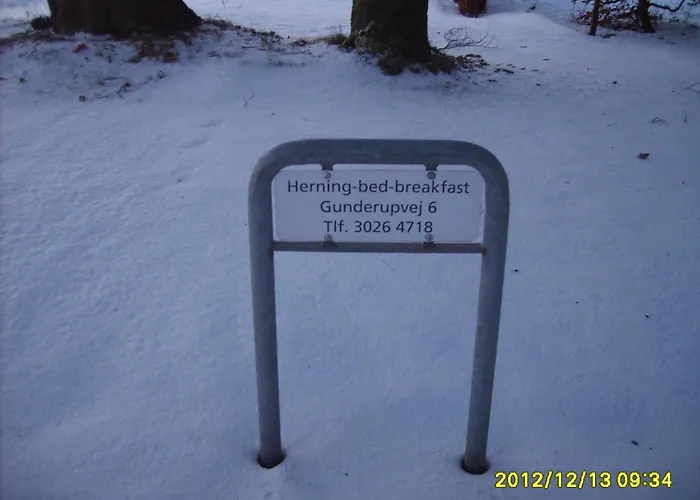 Herning-bed-breakfast
Gunderupvej 6
Tlf. 3026 4718
2012/12/13 09:34